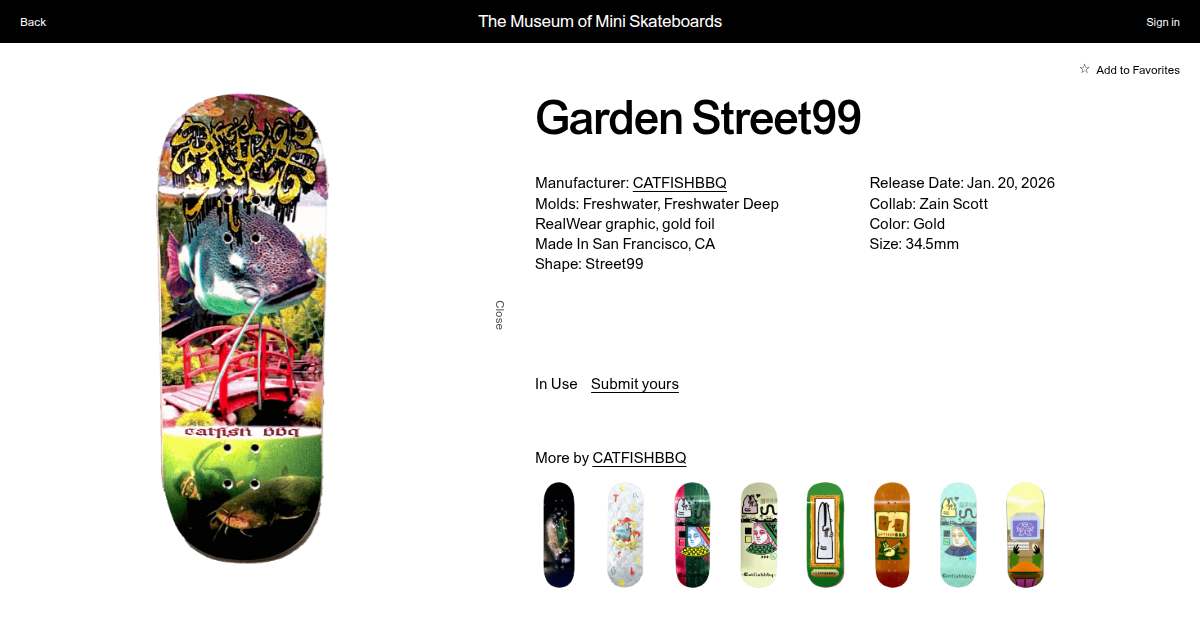 Back
The Museum of Mini Skateboards
Sign in
☆ Add to Favorites
Garden Street99
Manufacturer: CATFISHBBQ
Molds: Freshwater, Freshwater Deep
RealWear graphic, gold foil
Made In San Francisco, CA
Shape: Street99
Release Date: Jan. 20, 2026
Collab: Zain Scott
Color: Gold
Size: 34.5mm
catfish BBq
Close
In Use Submit yours
More by CATFISHBBQ